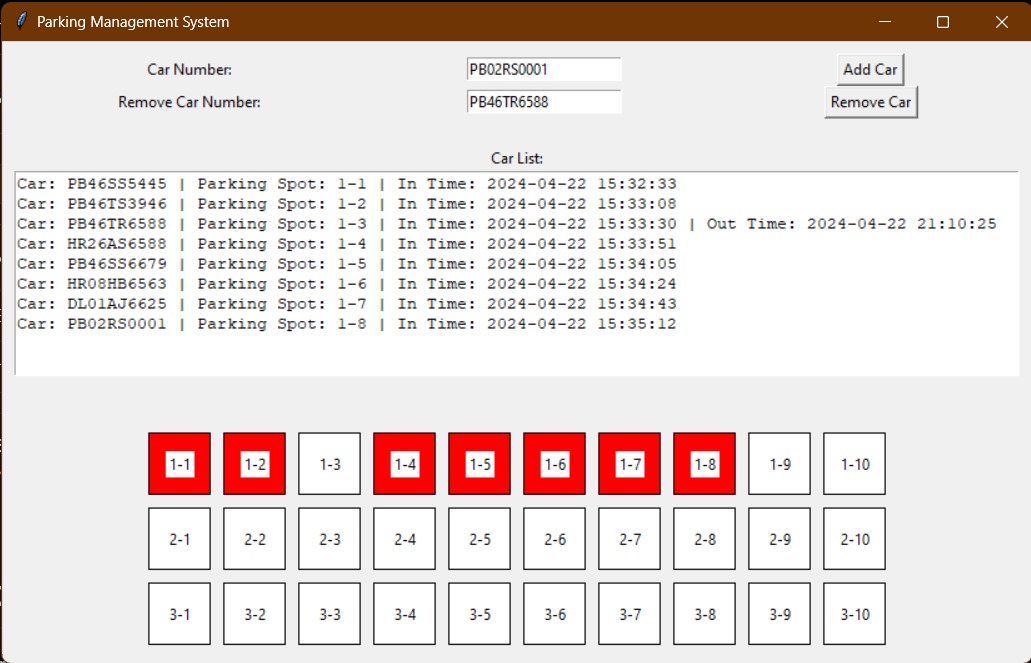 Parking Management System
Car Number: PB02RS0001 Add Car
Remove Car Number: PB46TR6588 Remove Car
Car List:
Car: PB46SS5445 | Parking Spot: 1-1 | In Time: 2024-04-22 15:32:33
Car: PB46TS3946 | Parking Spot: 1-2 | In Time: 2024-04-22 15:33:08
Car: PB46TR6588 | Parking Spot: 1-3 | In Time: 2024-04-22 15:33:30 | Out Time: 2024-04-22 21:10:25
Car: HR26AS6588 | Parking Spot: 1-4 | In Time: 2024-04-22 15:33:51
Car: PB46SS6679 | Parking Spot: 1-5 | In Time: 2024-04-22 15:34:05
Car: HR08HB6563 | Parking Spot: 1-6 | In Time: 2024-04-22 15:34:24
Car: DL01AJ6625 | Parking Spot: 1-7 | In Time: 2024-04-22 15:34:43
Car: PB02RS0001 | Parking Spot: 1-8 | In Time: 2024-04-22 15:35:12
1-1 1-2 1-3 1-4 1-5 1-6 1-7 1-8 1-9 1-10
2-1 2-2 2-3 2-4 2-5 2-6 2-7 2-8 2-9 2-10
3-1 3-2 3-3 3-4 3-5 3-6 3-7 3-8 3-9 3-10